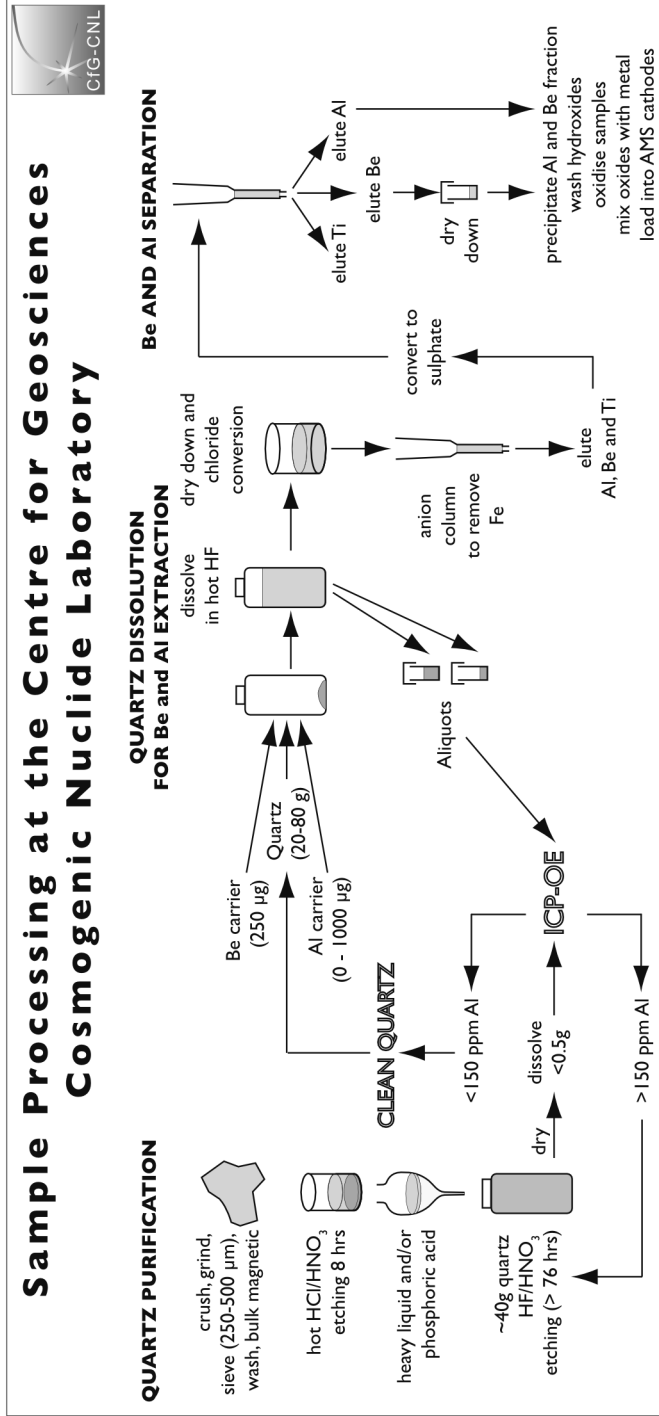 Sample Processing at the Centre for Geosciences
Cosmogenic Nuclide Laboratory
CfG-CNL
QUARTZ PURIFICATION
crush, grind,
sieve (250-500 µm),
wash, bulk magnetic
hot HCl/HNO₃
etching 8 hrs
heavy liquid and/or
phosphoric acid
~40g quartz
HF/HNO₃
etching (> 76 hrs)
dry
dissolve
<0.5g
ICP-OE
<150 ppm Al
>150 ppm Al
CLEAN QUARTZ
QUARTZ DISSOLUTION
FOR Be and Al EXTRACTION
Be carrier
(250 µg)
Quartz
(20-80 g)
Al carrier
(0 - 1000 µg)
dissolve
in hot HF
Aliquots
dry down and
chloride
conversion
anion
column
to remove
Fe
elute
Al, Be and Ti
convert to
sulphate
Be AND Al SEPARATION
elute Ti
elute Be
elute Al
dry
down
precipitate Al and Be fraction
wash hydroxides
oxidise samples
mix oxides with metal
load into AMS cathodes